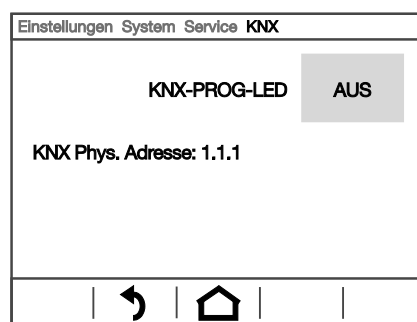 Einstellungen System Service KNX
KNX-PROG-LED AUS
KNX Phys. Adresse: 1.1.1